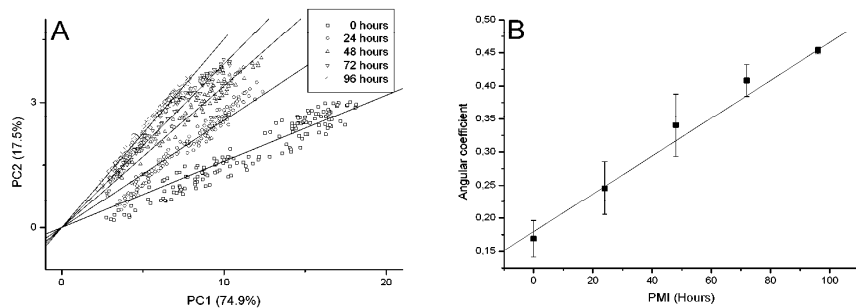 A
□ 0 hours
○ 24 hours
△ 48 hours
▽ 72 hours
96 hours
3
0
PC2 (17.5%)
0
10
20
PC1 (74.9%)
B
0,50
0,45
0,40
0,35
0,30
0,25
0,20
0,15
Angular coefficient
0
20
40
60
80
100
PMI (Hours)